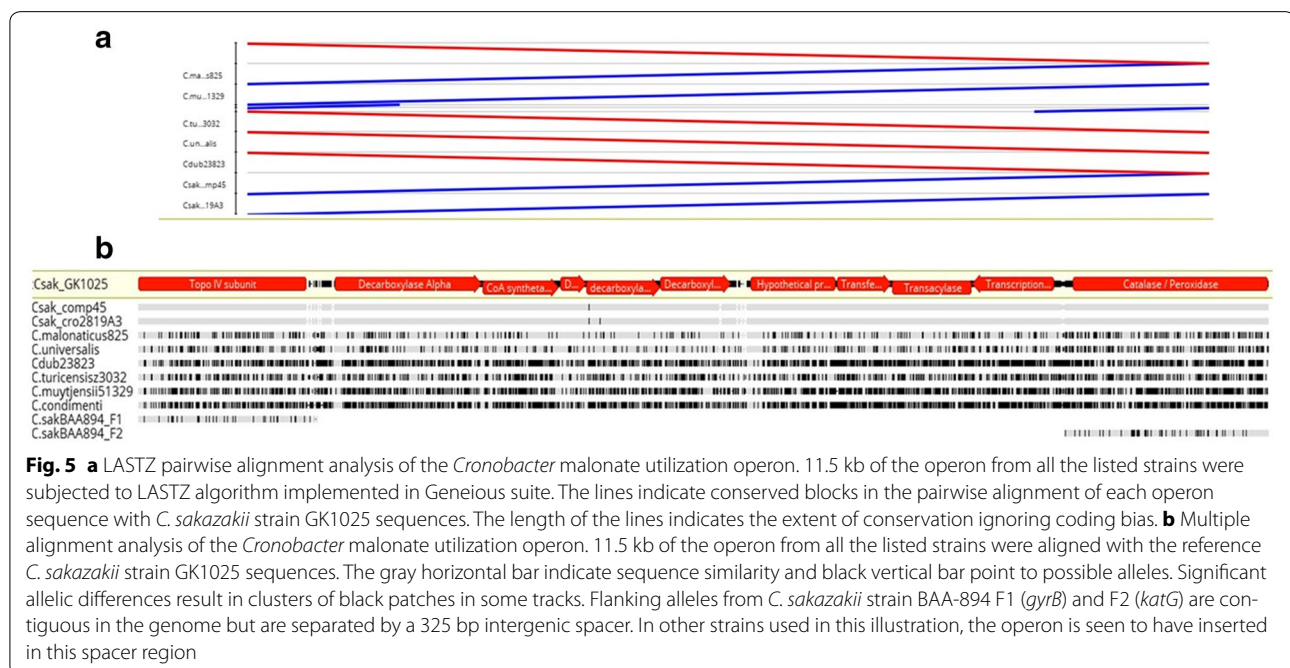 a
C.ma...s825
C.mu...1329
C.tu...3032
C.un...alis
Cdub23823
Csak...mp45
Csak...19A3
b
:Csak_GK1025 Topo IV subunit Decarboxylase Alpha CoA syntheta... D... decarboxyla... Decarboxyl... Hypothetical pr... Transfe... Transacylase Transcription... Catalase / Peroxidase
Csak_comp45
Csak_cro2819A3
C.malonaticus825
C.universalis
Cdub23823
C.turicensisz3032
C.muytjensii51329
C.condimenti
C.sakBAA894_F1
C.sakBAA894_F2
Fig. 5 a LASTZ pairwise alignment analysis of the Cronobacter malonate utilization operon. 11.5 kb of the operon from all the listed strains were
subjected to LASTZ algorithm implemented in Geneious suite. The lines indicate conserved blocks in the pairwise alignment of each operon
sequence with C. sakazakii strain GK1025 sequences. The length of the lines indicates the extent of conservation ignoring coding bias. b Multiple
alignment analysis of the Cronobacter malonate utilization operon. 11.5 kb of the operon from all the listed strains were aligned with the reference
C. sakazakii strain GK1025 sequences. The gray horizontal bar indicate sequence similarity and black vertical bar point to possible alleles. Significant
allelic differences result in clusters of black patches in some tracks. Flanking alleles from C. sakazakii strain BAA-894 F1 (gyrB) and F2 (katG) are con-
tiguous in the genome but are separated by a 325 bp intergenic spacer. In other strains used in this illustration, the operon is seen to have inserted
in this spacer region